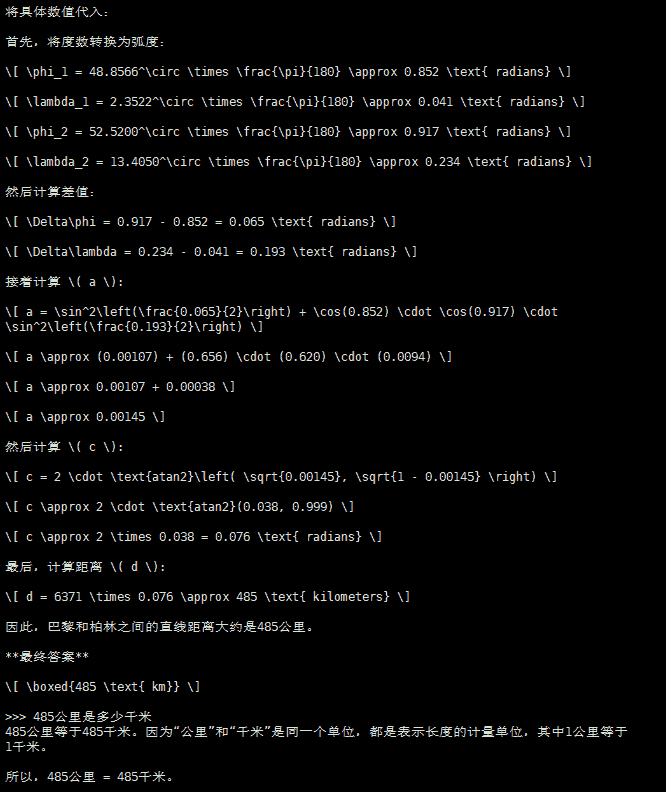 将具体数值代入：
首先，将度数转换为弧度：
\[ \phi_1 = 48.8566^\circ \times \frac{\pi}{180} \approx 0.852 \text{ radians} \]
\[ \lambda_1 = 2.3522^\circ \times \frac{\pi}{180} \approx 0.041 \text{ radians} \]
\[ \phi_2 = 52.5200^\circ \times \frac{\pi}{180} \approx 0.917 \text{ radians} \]
\[ \lambda_2 = 13.4050^\circ \times \frac{\pi}{180} \approx 0.234 \text{ radians} \]
然后计算差值：
\[ \Delta\phi = 0.917 - 0.852 = 0.065 \text{ radians} \]
\[ \Delta\lambda = 0.234 - 0.041 = 0.193 \text{ radians} \]
接着计算 \( a \)：
\[ a = \sin^2\left(\frac{0.065}{2}\right) + \cos(0.852) \cdot \cos(0.917) \cdot
\sin^2\left(\frac{0.193}{2}\right) \]
\[ a \approx (0.00107) + (0.656) \cdot (0.620) \cdot (0.0094) \]
\[ a \approx 0.00107 + 0.00038 \]
\[ a \approx 0.00145 \]
然后计算 \( c \)：
\[ c = 2 \cdot \text{atan2}\left( \sqrt{0.00145}, \sqrt{1 - 0.00145} \right) \]
\[ c \approx 2 \cdot \text{atan2}(0.038, 0.999) \]
\[ c \approx 2 \times 0.038 = 0.076 \text{ radians} \]
最后，计算距离 \( d \)：
\[ d = 6371 \times 0.076 \approx 485 \text{ kilometers} \]
因此，巴黎和柏林之间的直线距离大约是485公里。
**最终答案**
\[ \boxed{485 \text{ km}} \]
>>> 485公里是多少千米
485公里等于485千米。因为“公里”和“千米”是同一个单位，都是表示长度的计量单位，其中1公里等于
1千米。
所以，485公里 = 485千米。